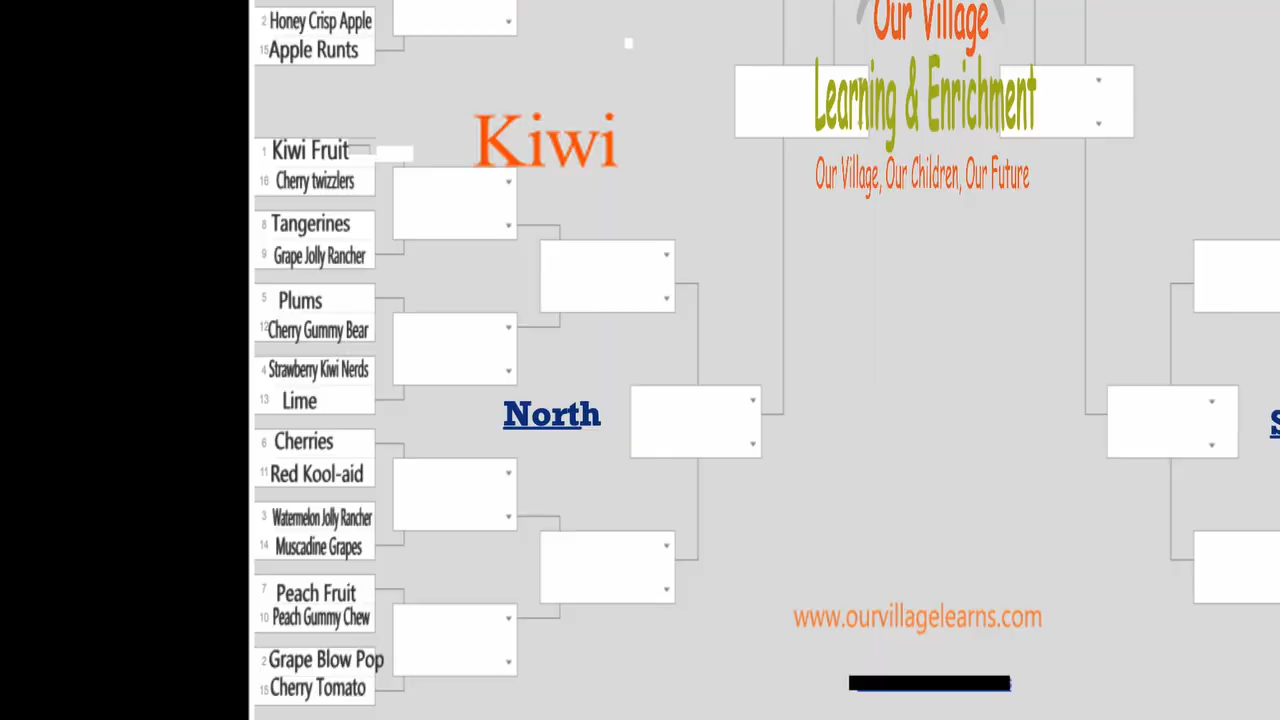 2 Honey Crisp Apple
15 Apple Runts
Kiwi
1 Kiwi Fruit
16 Cherry twizzlers
8 Tangerines
9 Grape Jolly Rancher
5 Plums
12 Cherry Gummy Bear
4 Strawberry Kiwi Nerds
13 Lime
6 Cherries
11 Red Kool-aid
3 Watermelon Jolly Rancher
14 Muscadine Grapes
7 Peach Fruit
10 Peach Gummy Chew
2 Grape Blow Pop
15 Cherry Tomato
North
Our Village
Learning & Enrichment
Our Village, Our Children, Our Future
www.ourvillagelearns.com